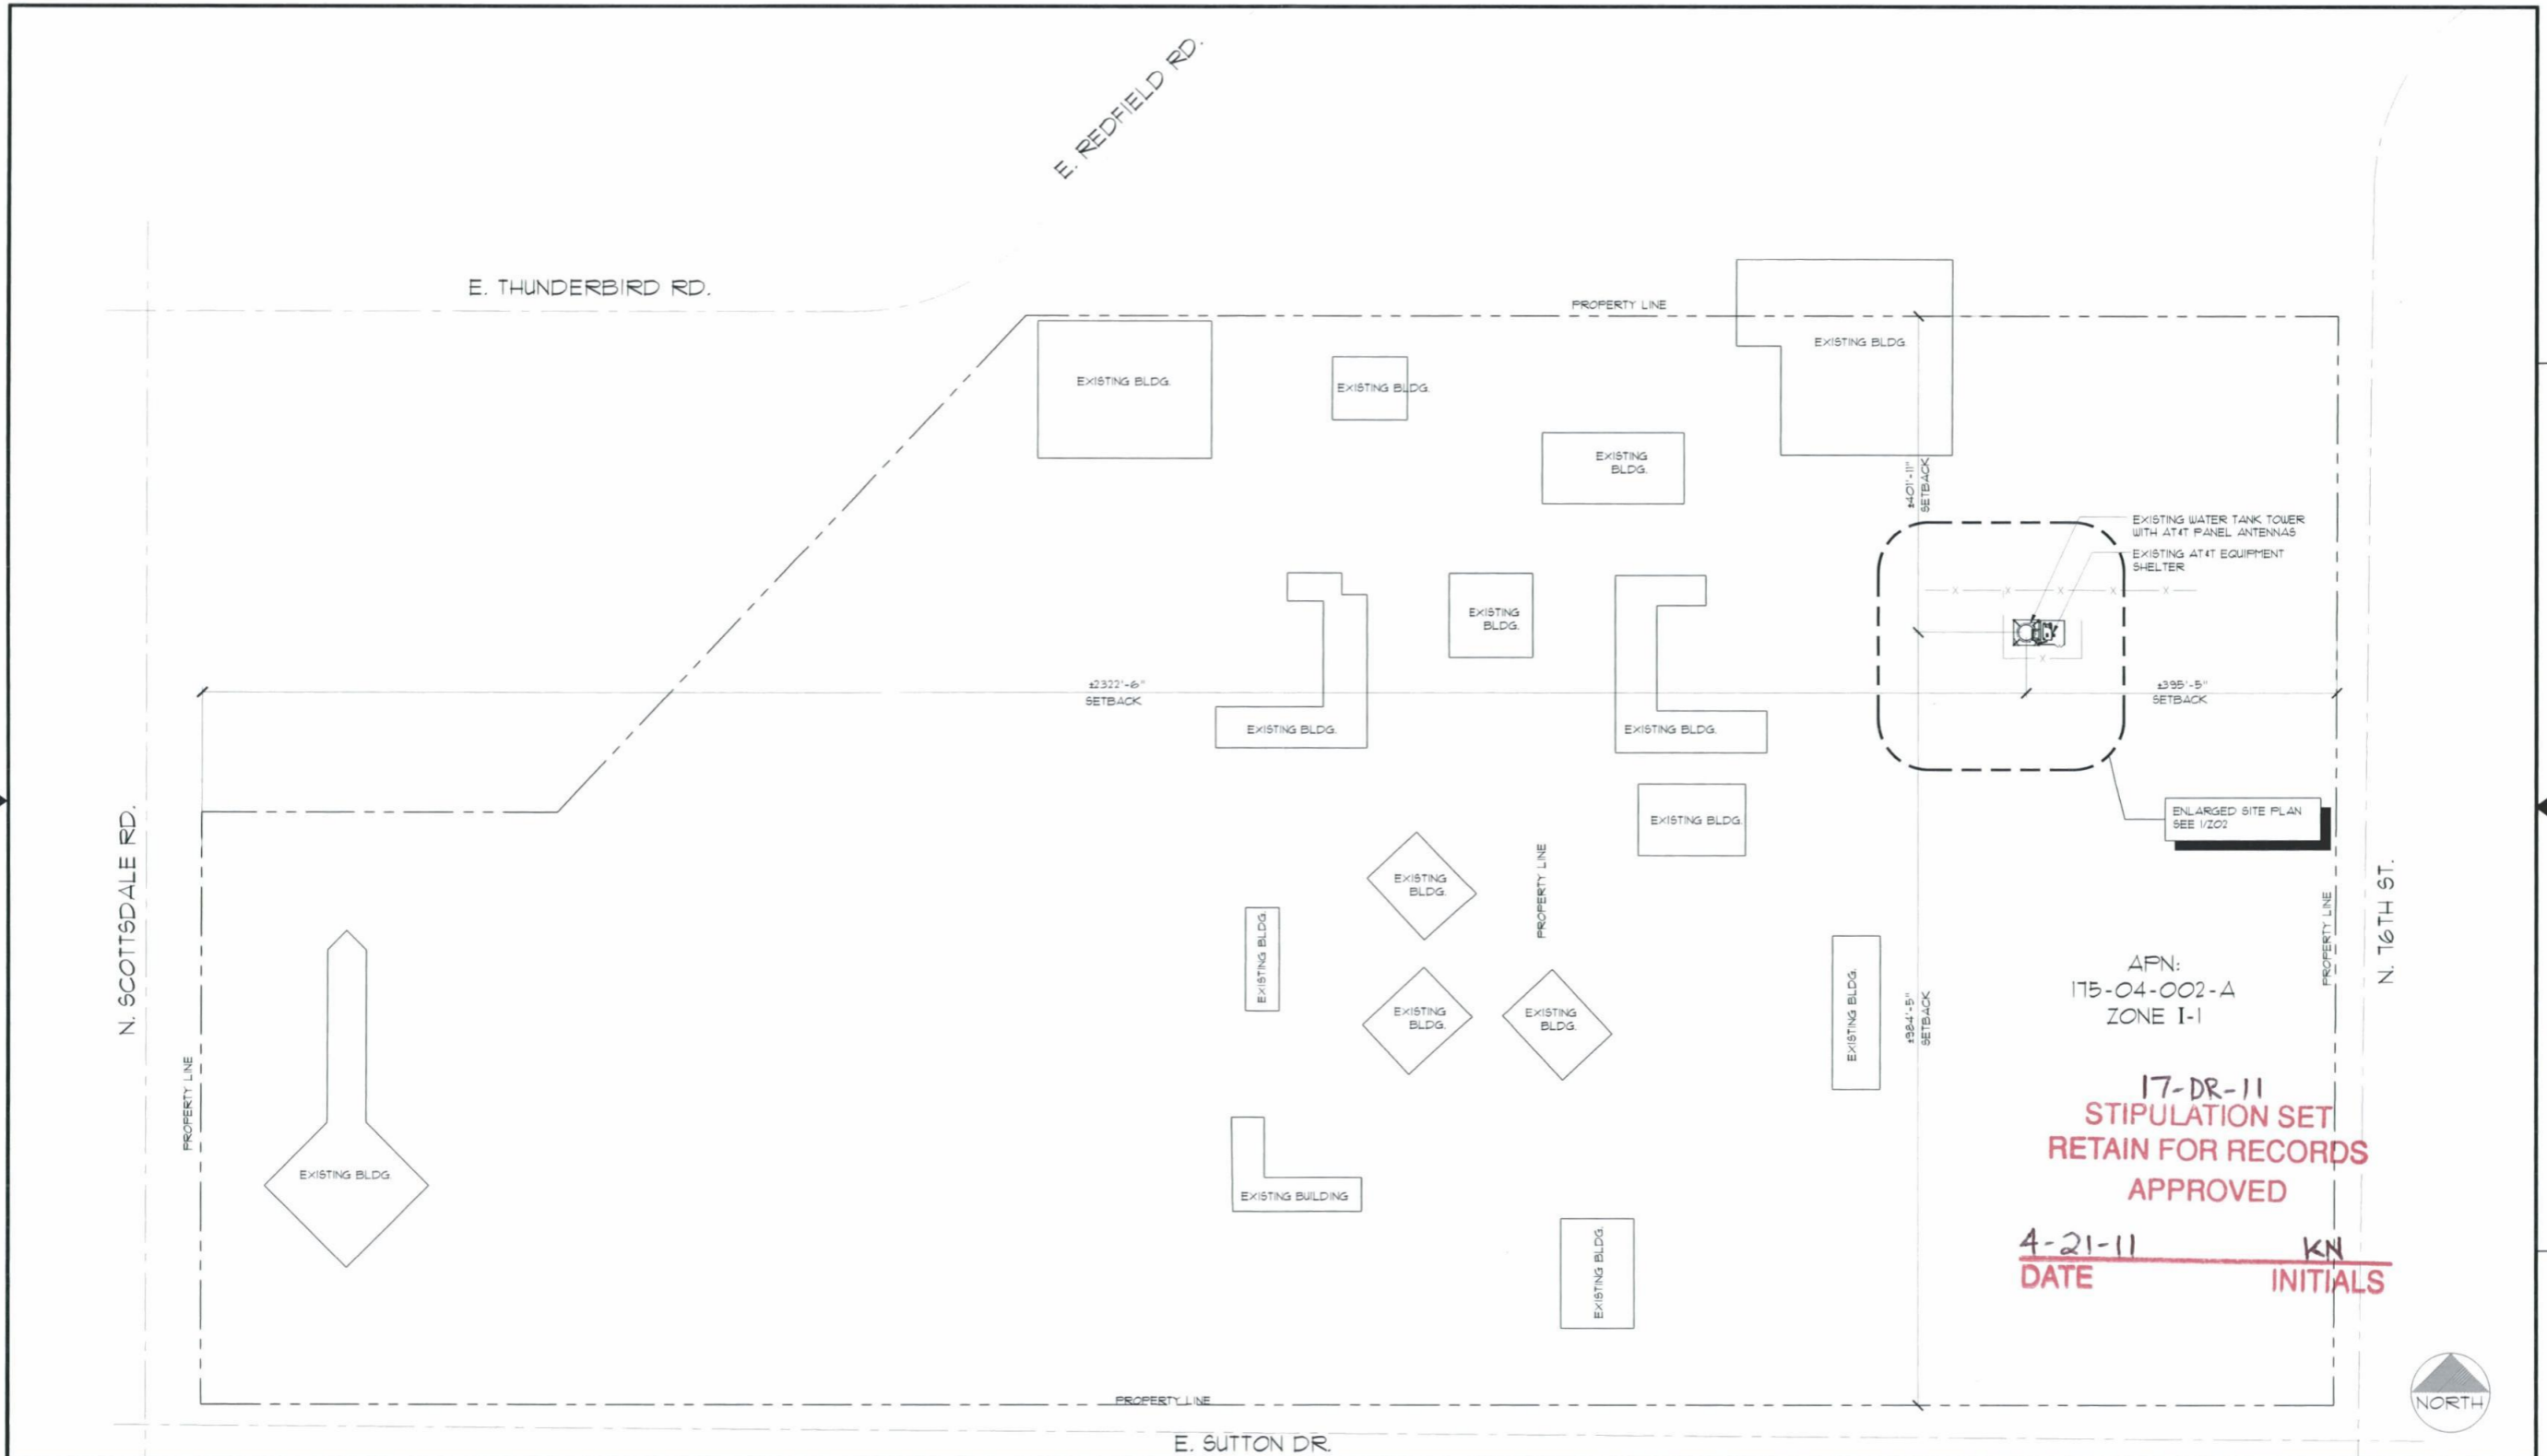 E. REDFIELD RD.
E. THUNDERBIRD RD.
PROPERTY LINE
EXISTING BLDG.
EXISTING BLDG.
EXISTING BLDG.
EXISTING
BLDG.
±401'-11"
SETBACK
EXISTING WATER TANK TOWER
WITH AT&T PANEL ANTENNAS
EXISTING AT&T EQUIPMENT
SHELTER
X X X X X
X
EXISTING
BLDG.
±2322'-6"
SETBACK
±395'-5"
SETBACK
EXISTING BLDG.
EXISTING BLDG.
ENLARGED SITE PLAN
SEE 1/Z02
EXISTING BLDG.
N. SCOTTSDALE RD.
PROPERTY LINE
EXISTING
BLDG.
PROPERTY LINE
EXISTING BLDG.
EXISTING
BLDG.
EXISTING
BLDG.
EXISTING BLDG.
±984'-5"
SETBACK
PROPERTY LINE
N. 76TH ST.
APN:
175-04-002-A
ZONE I-1
17-DR-11
STIPULATION SET
RETAIN FOR RECORDS
APPROVED
4-21-11 KN
DATE INITIALS
EXISTING BLDG.
EXISTING BUILDING
EXISTING BLDG.
PROPERTY LINE
E. SUTTON DR.
NORTH